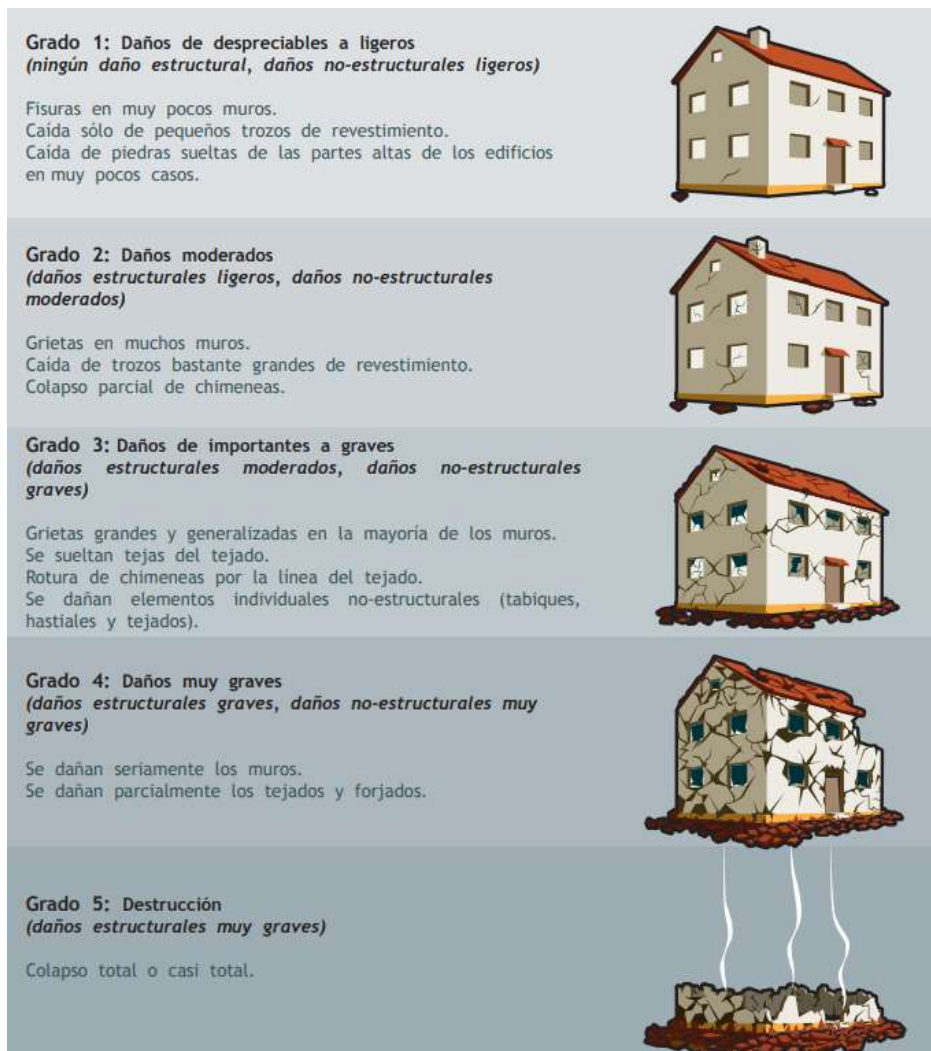 Grado 1: Daños de despreciables a ligeros
(ningún daño estructural, daños no-estructurales ligeros)
Fisuras en muy pocos muros.
Caída sólo de pequeños trozos de revestimiento.
Caída de piedras sueltas de las partes altas de los edificios
en muy pocos casos.
Grado 2: Daños moderados
(daños estructurales ligeros, daños no-estructurales
moderados)
Grietas en muchos muros.
Caída de trozos bastante grandes de revestimiento.
Colapso parcial de chimeneas.
Grado 3: Daños de importantes a graves
(daños estructurales moderados, daños no-estructurales
graves)
Grietas grandes y generalizadas en la mayoría de los muros.
Se sueltan tejas del tejado.
Rotura de chimeneas por la línea del tejado.
Se dañan elementos individuales no-estructurales (tabiques,
hastiales y tejados).
Grado 4: Daños muy graves
(daños estructurales graves, daños no-estructurales muy
graves)
Se dañan seriamente los muros.
Se dañan parcialmente los tejados y forjados.
Grado 5: Destrucción
(daños estructurales muy graves)
Colapso total o casi total.